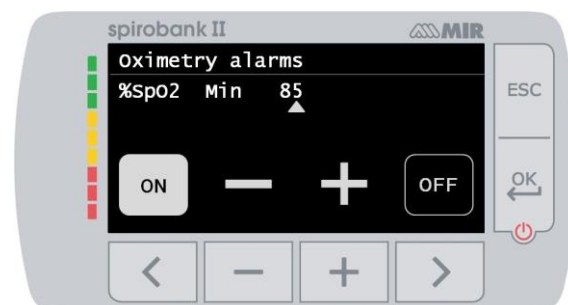 spirobank II MIR
Oximetry alarms
%SpO2 Min 85
ESC
ON − + OFF
OK
< − + >